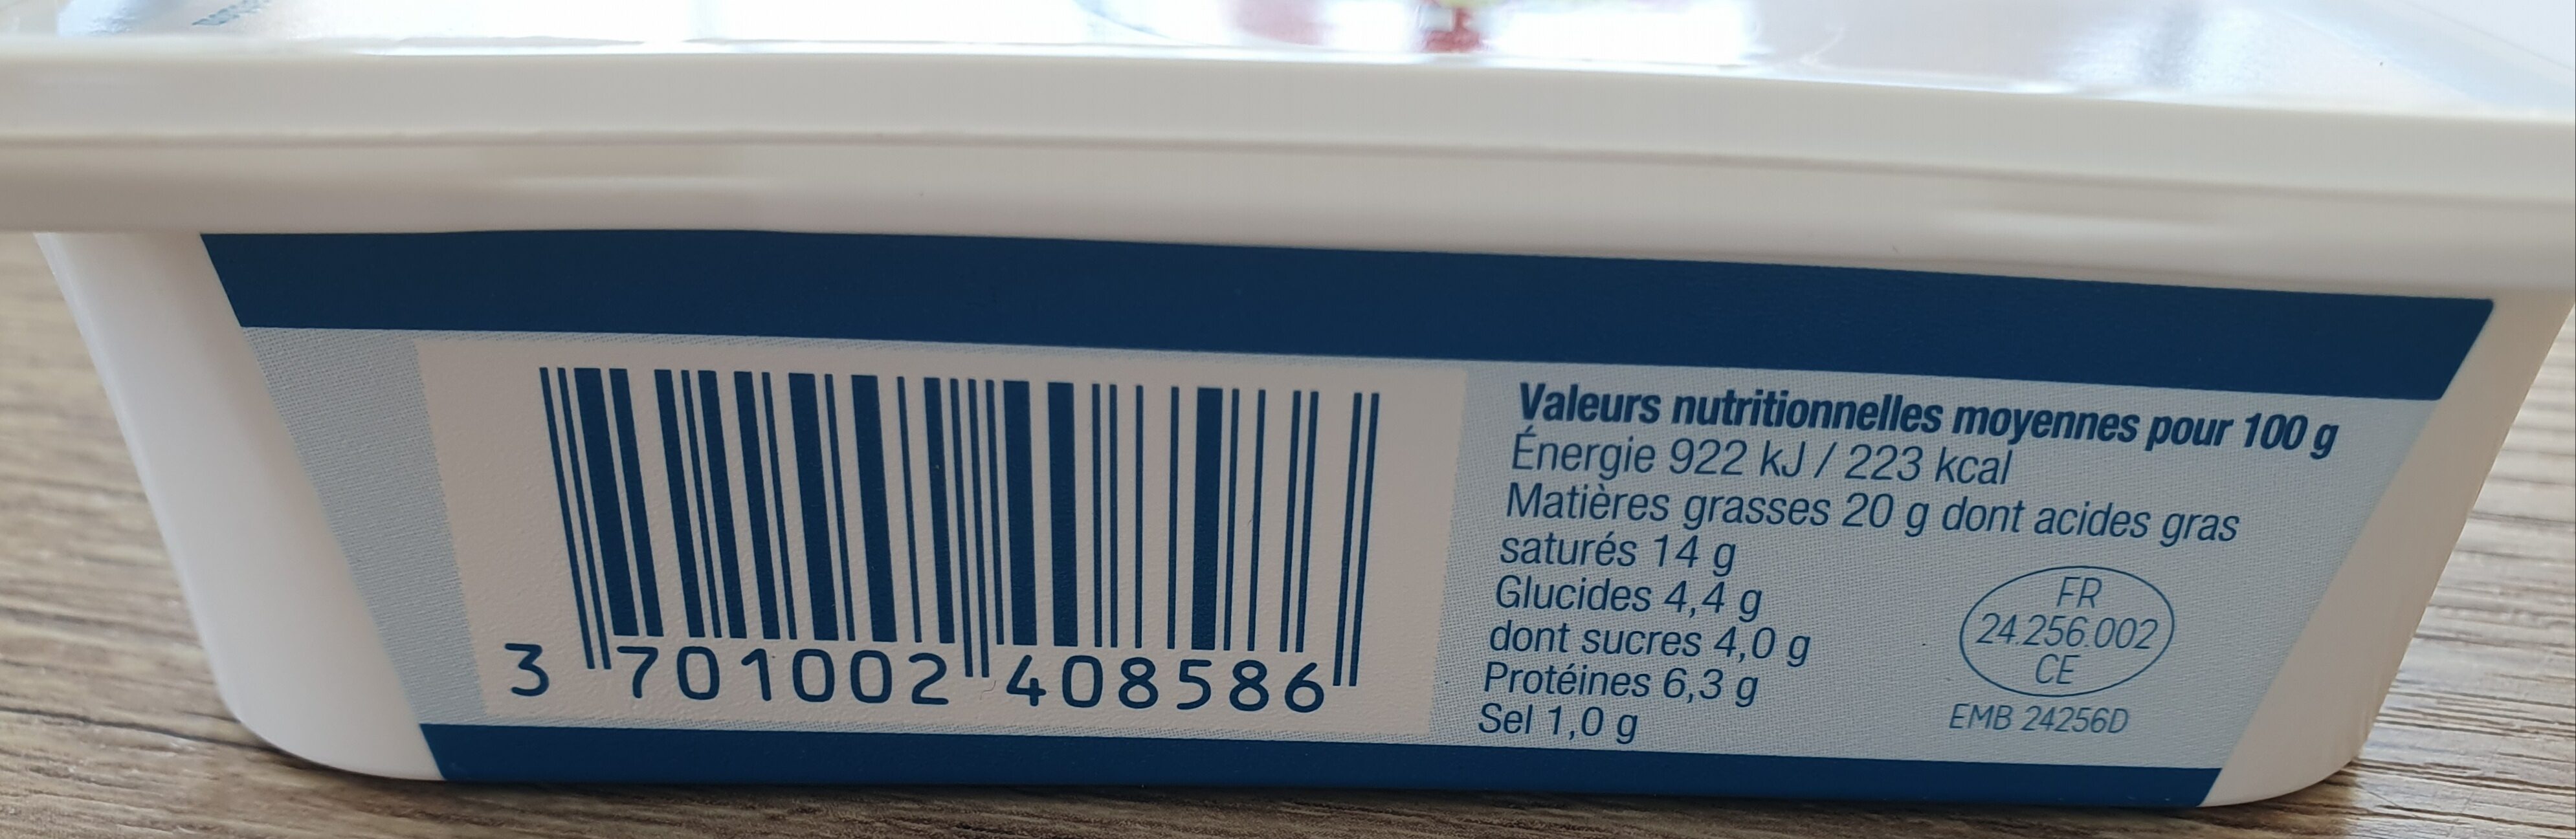 3 701002 408586
Valeurs nutritionnelles moyennes pour 100 g
Énergie 922 kJ / 223 kcal
Matières grasses 20 g dont acides gras
saturés 14 g
Glucides 4,4 g
dont sucres 4,0 g
Protéines 6,3 g
Sel 1,0 g
FR
24.256.002
CE
EMB 24256D